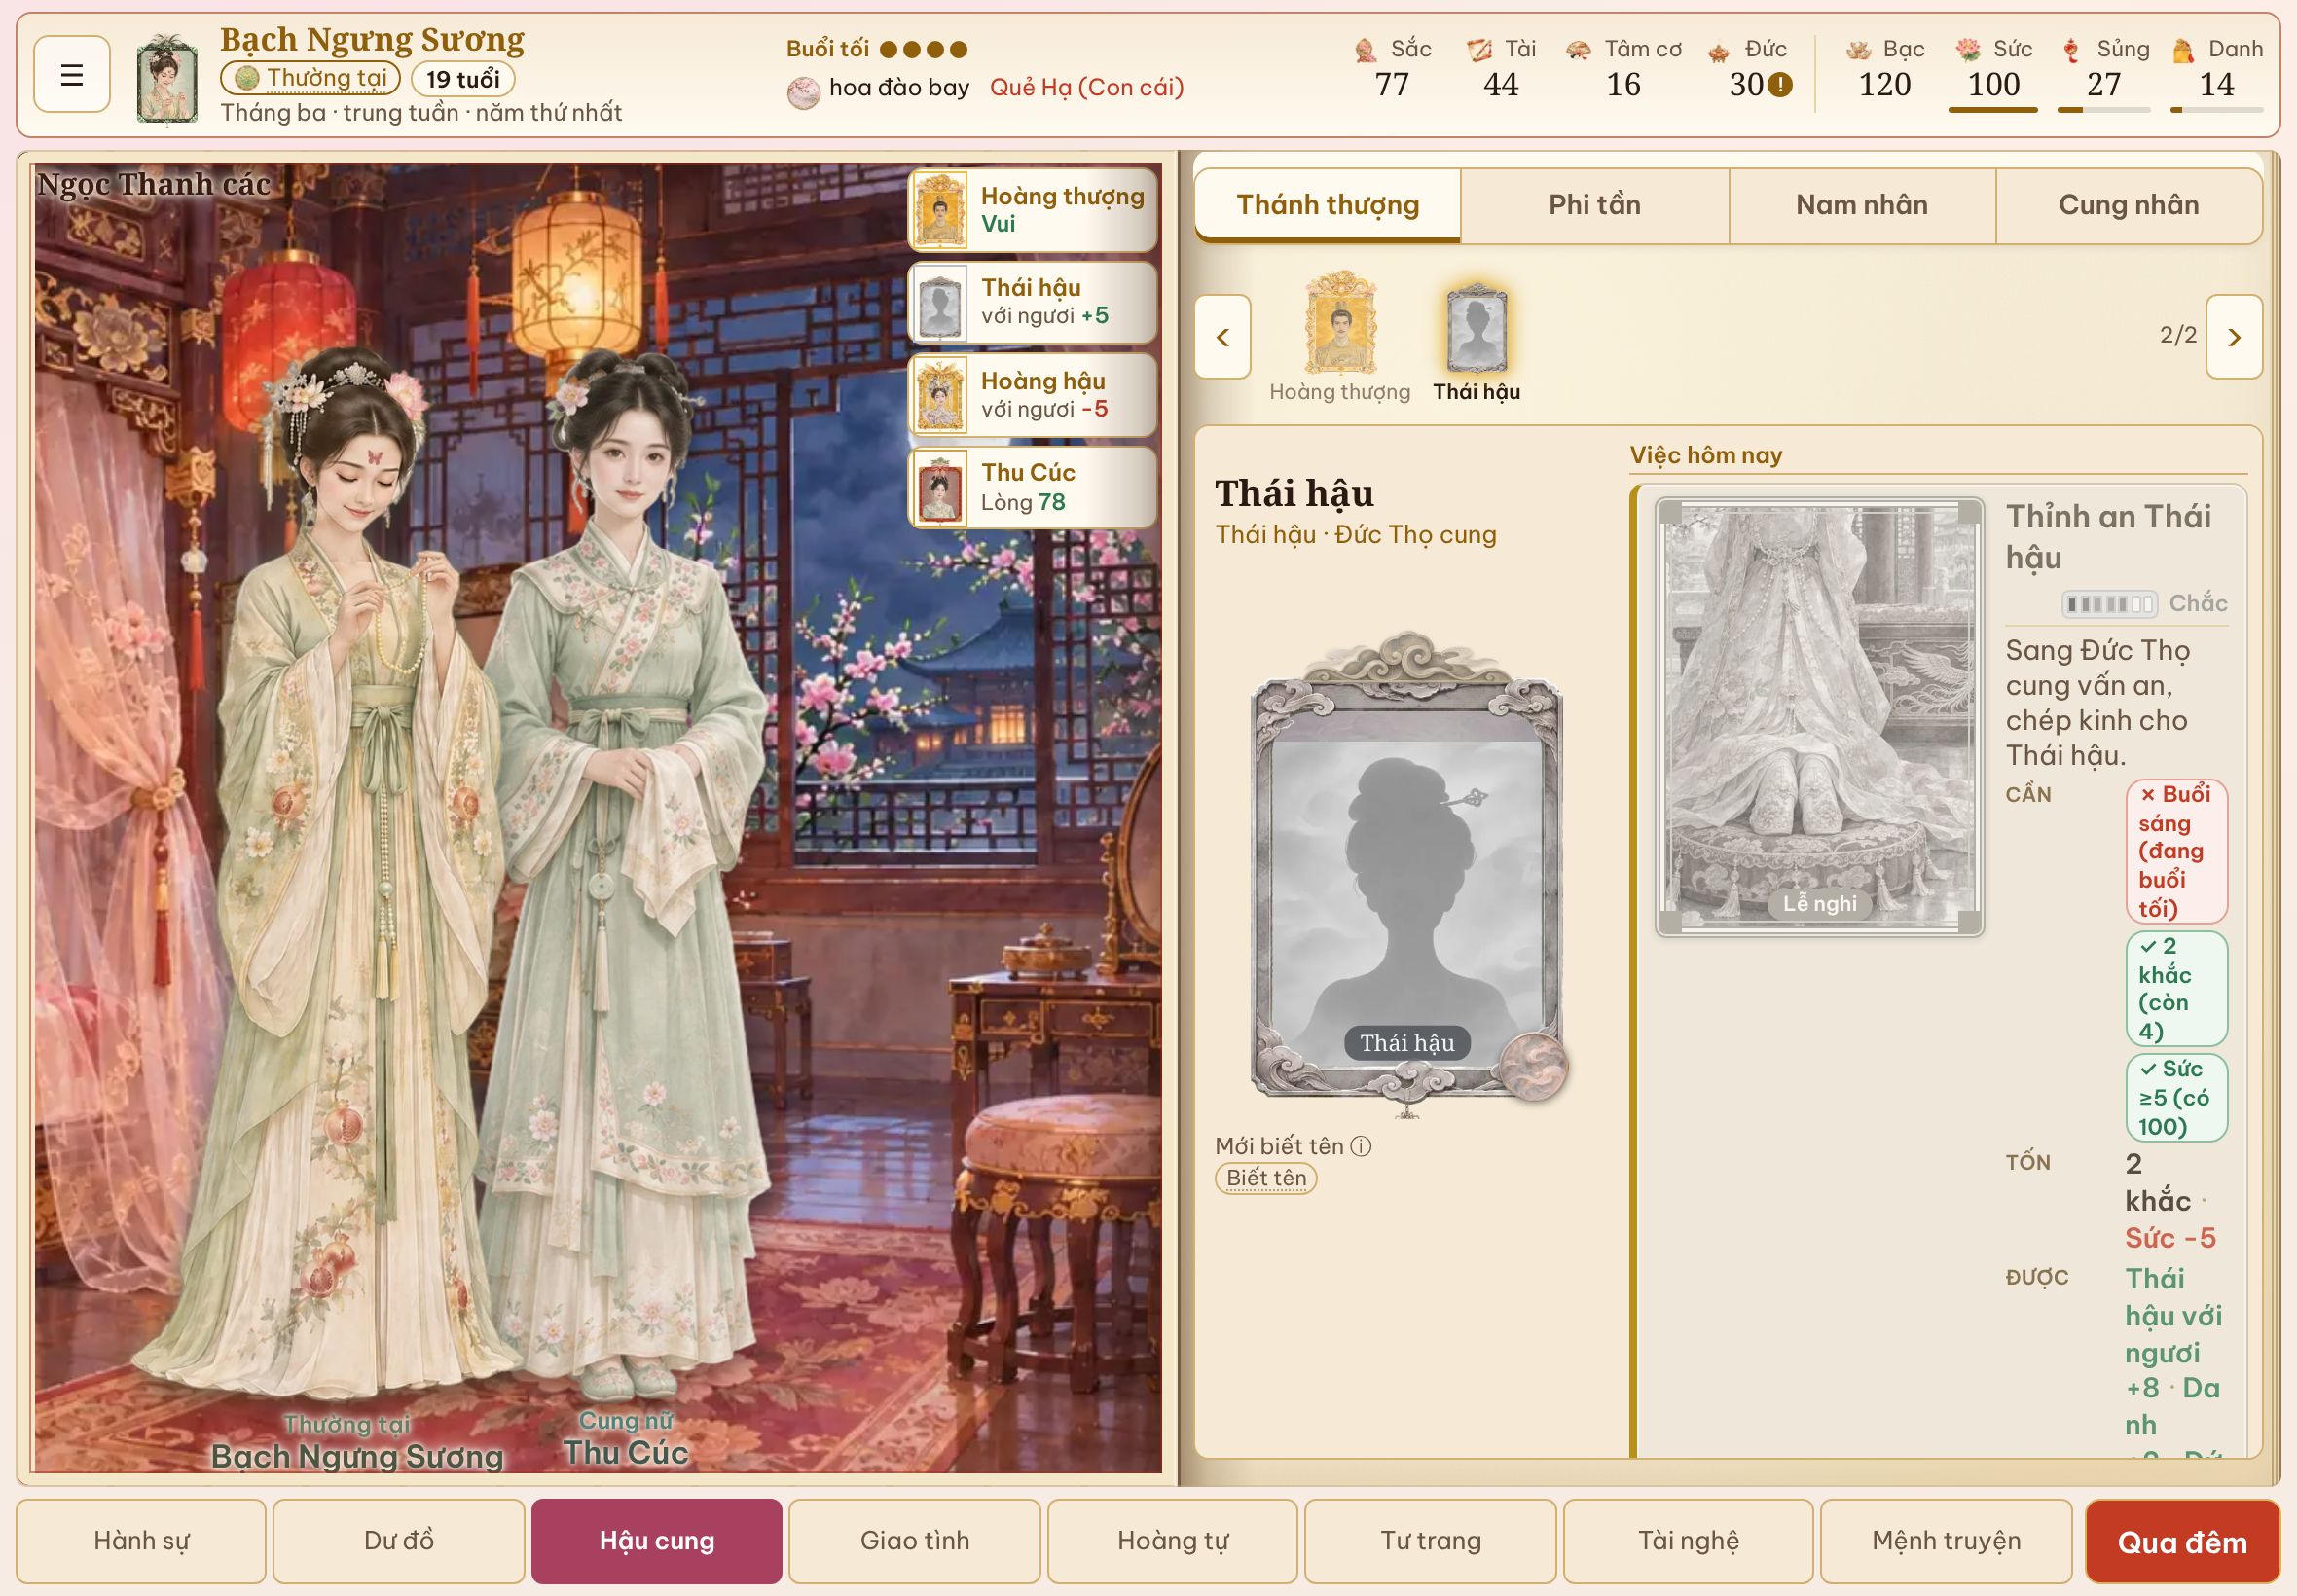 Bạch Ngưng Sương
Thường tại
19 tuổi
Tháng ba · trung tuần · năm thứ nhất
Buổi tối
hoa đào bay Quẻ Hạ (Con cái)
Sắc
77
Tài
44
Tâm cơ
16
Đức
30
Bạc
120
Sức
100
Sủng
27
Danh
14
Ngọc Thanh các
Hoàng thượng
Vui
Thái hậu
với ngươi +5
Hoàng hậu
với ngươi -5
Thu Cúc
Lòng 78
Thường tại
Bạch Ngưng Sương
Cung nữ
Thu Cúc
Thánh thượng
Phi tần
Nam nhân
Cung nhân
Hoàng thượng
Thái hậu
2/2
Thái hậu
Thái hậu · Đức Thọ cung
Thái hậu
Mới biết tên
Biết tên
Việc hôm nay
Lễ nghi
Thỉnh an Thái
hậu
Chắc
Sang Đức Thọ
cung vấn an,
chép kinh cho
Thái hậu.
CẦN
× Buổi
sáng
(đang
buổi
tối)
✓ 2
khắc
(còn
4)
✓ Sức
≥5 (có
100)
TỐN
2
khắc ·
Sức -5
ĐƯỢC
Thái
hậu với
ngươi
+8 · Da
nh
Hành sự
Dư đồ
Hậu cung
Giao tình
Hoàng tự
Tư trang
Tài nghệ
Mệnh truyện
Qua đêm